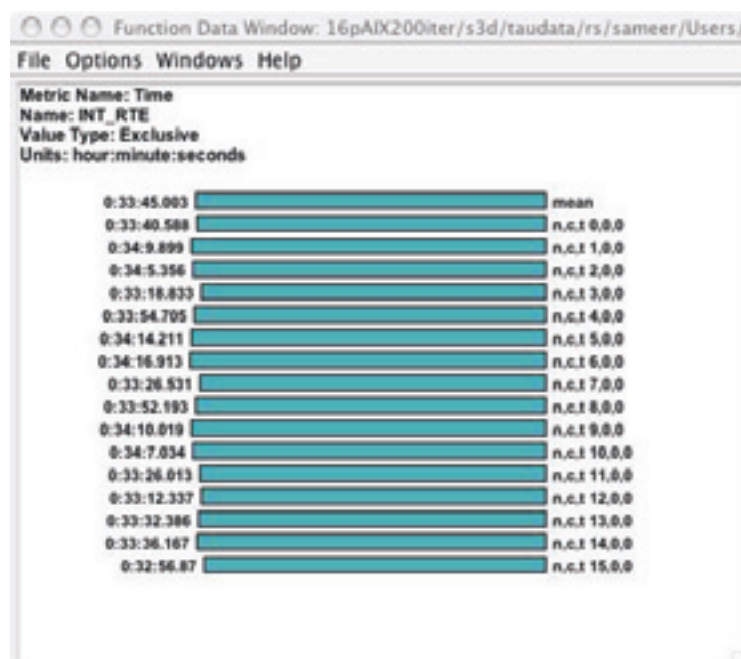 Function Data Window: 16pAIX200iter/s3d/taudata/rs/sameer/Users/
File Options Windows Help
Metric Name: Time
Name: INT_RTE
Value Type: Exclusive
Units: hour:minute:seconds
0:33:45.003 mean
0:33:40.588 n,c,t 0,0,0
0:34:9.899 n,c,t 1,0,0
0:34:5.356 n,c,t 2,0,0
0:33:18.833 n,c,t 3,0,0
0:33:54.705 n,c,t 4,0,0
0:34:14.211 n,c,t 5,0,0
0:34:16.913 n,c,t 6,0,0
0:33:26.531 n,c,t 7,0,0
0:33:52.193 n,c,t 8,0,0
0:34:10.019 n,c,t 9,0,0
0:34:7.034 n,c,t 10,0,0
0:33:26.013 n,c,t 11,0,0
0:33:12.337 n,c,t 12,0,0
0:33:32.386 n,c,t 13,0,0
0:33:36.167 n,c,t 14,0,0
0:32:56.87 n,c,t 15,0,0